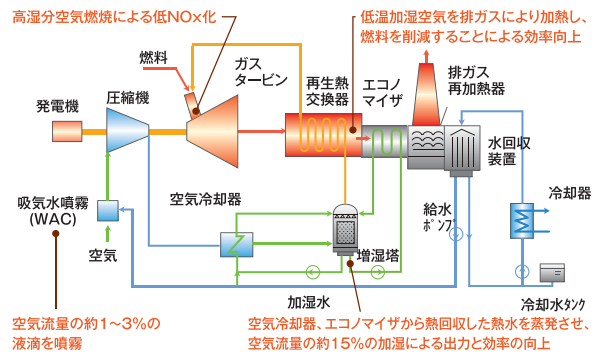 高湿分空気燃焼による低NOx化
低温加湿空気を排ガスにより加熱し、
燃料を削減することによる効率向上
燃料
ガス
タービン
再生熱
交換器
エコノ
マイザ
排ガス
再加熱器
発電機
圧縮機
水回収
装置
吸気水噴霧
(WAC)
空気冷却器
給水
ポンプ
冷却器
空気
増湿塔
加湿水
冷却水タンク
空気流量の約1～3%の
液滴を噴霧
空気冷却器、エコノマイザから熱回収した熱水を蒸発させ、
空気流量の約15%の加湿による出力と効率の向上